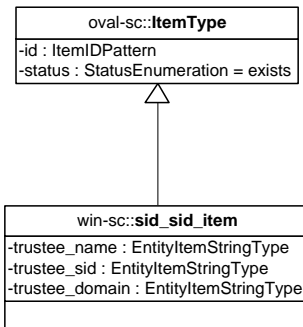 oval-sc::ItemType
-id : ItemIDPattern
-status : StatusEnumeration = exists
win-sc::sid_sid_item
-trustee_name : EntityItemStringType
-trustee_sid : EntityItemStringType
-trustee_domain : EntityItemStringType